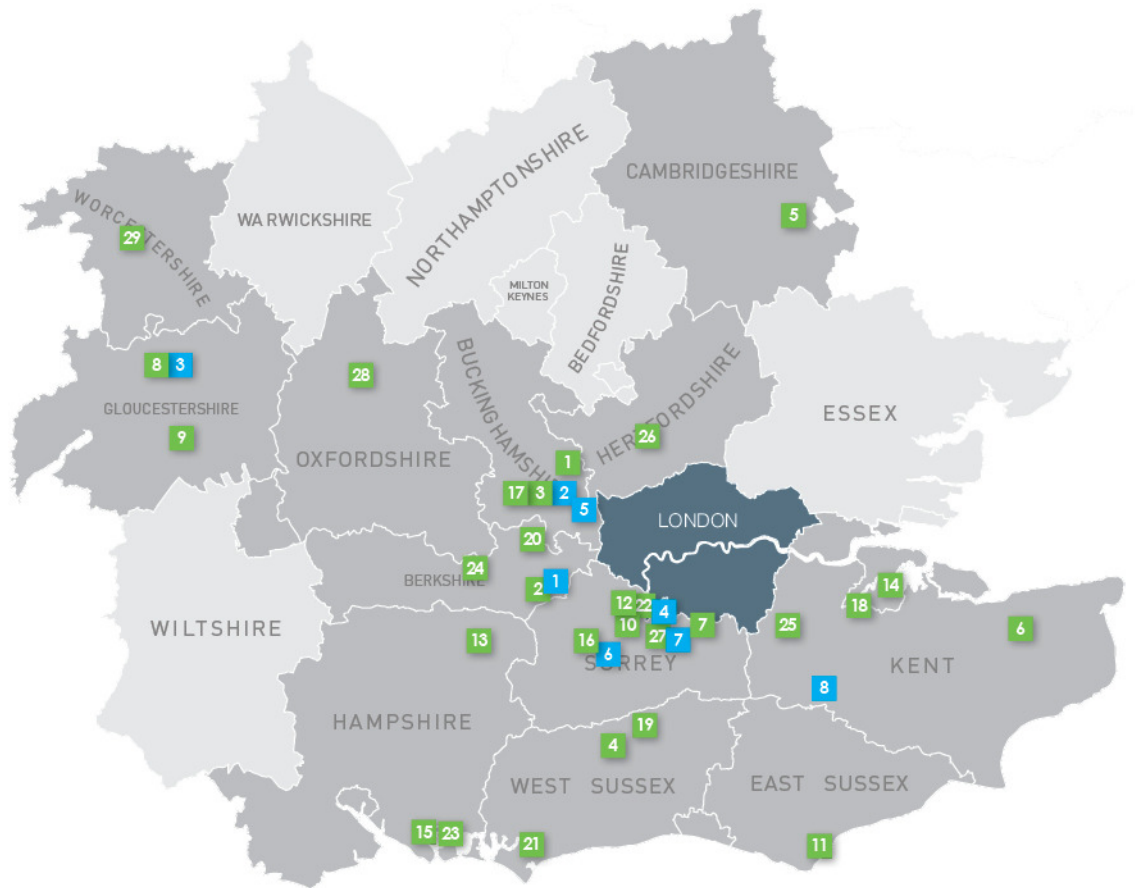 CAMBRIDGESHIRE
NORTHAMPTONSHIRE
WARWICKSHIRE
WORCESTERSHIRE
5
29
MILTON
KEYNES
BEDFORDSHIRE
BUCKINGHAMSHIRE
HERTFORDSHIRE
8 3
28
GLOUCESTERSHIRE
ESSEX
9
26
OXFORDSHIRE
1
17 3 2
5
LONDON
20
24
BERKSHIRE
2 1
14
12 22 4
18
10
7
25
6
WILTSHIRE
13
16
27 7
6
SURREY
KENT
8
HAMPSHIRE
19
4
WEST SUSSEX
EAST SUSSEX
15 23
21
11